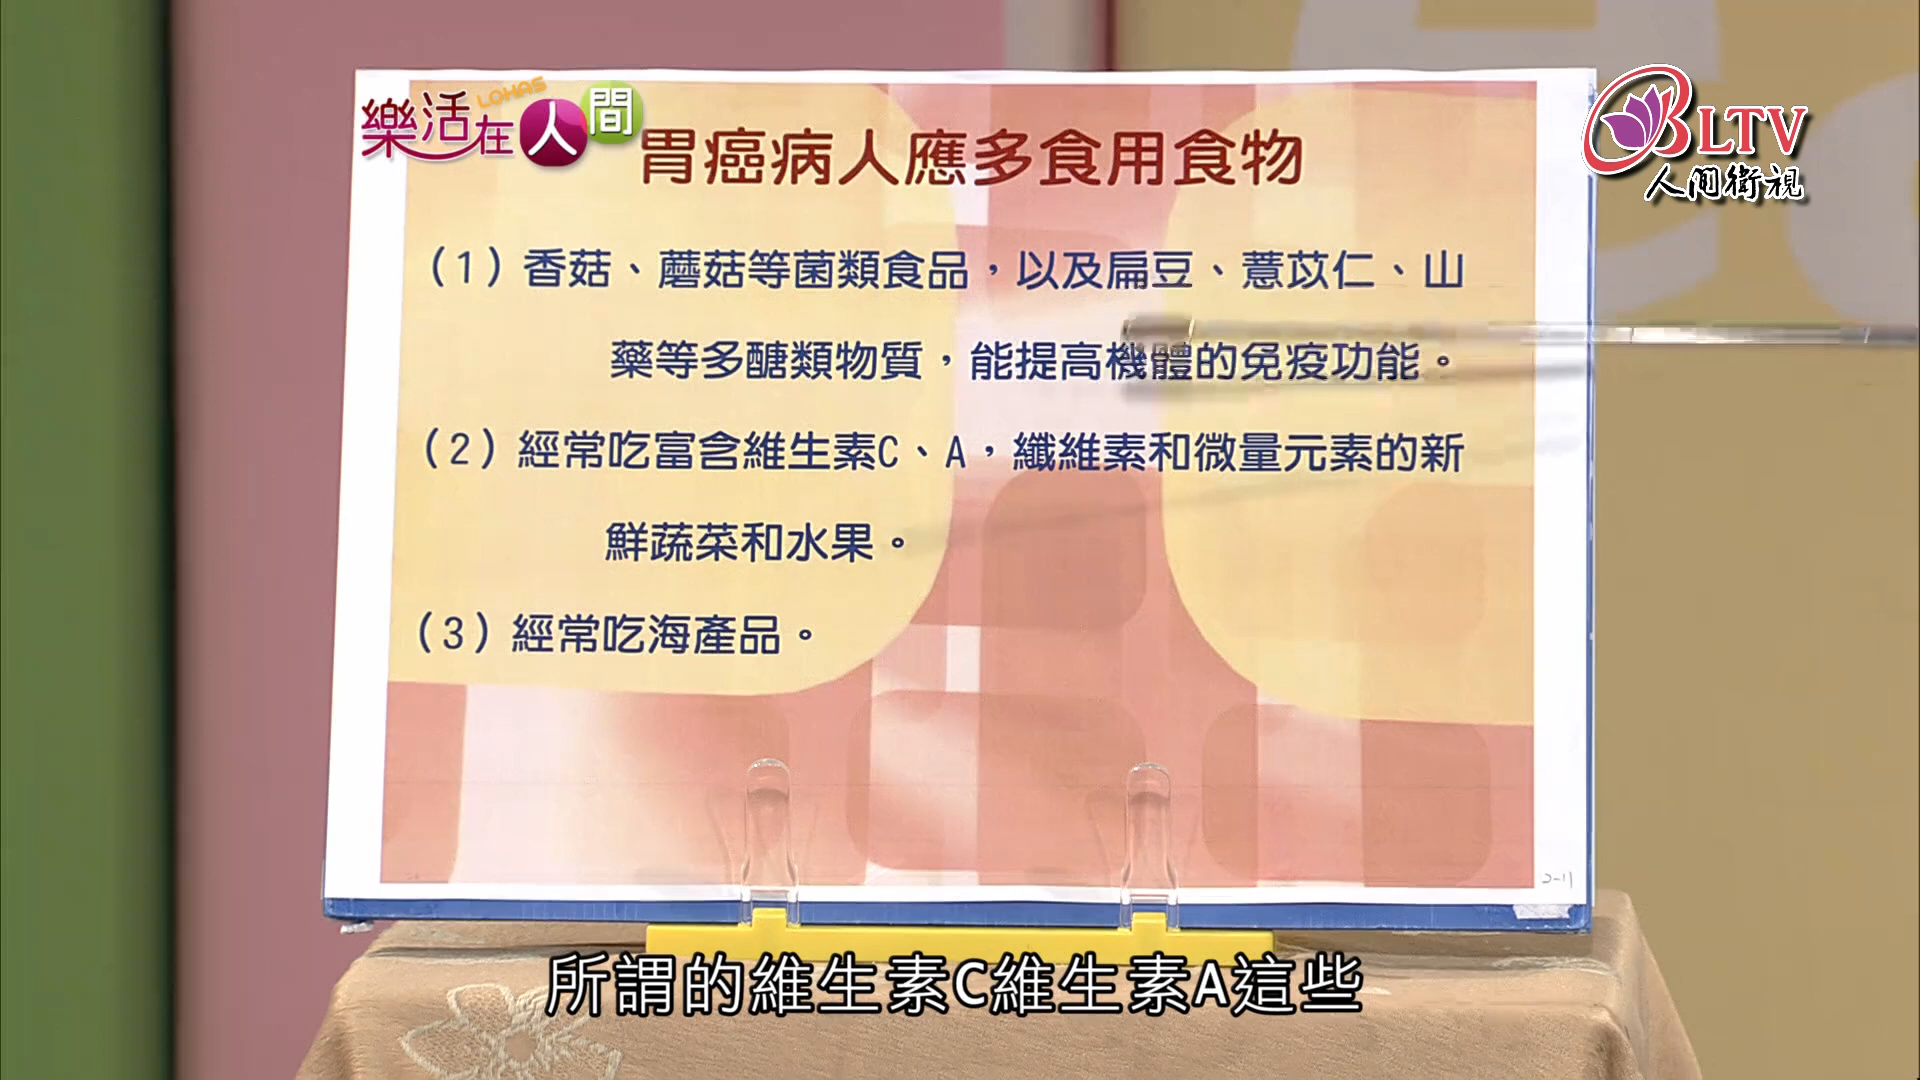 樂活在人間
LOHAS
BLTV
人間衛視
胃癌病人應多食用食物
（1）香菇、蘑菇等菌類食品，以及扁豆、薏苡仁、山
藥等多醣類物質，能提高機體的免疫功能。
（2）經常吃富含維生素C、A，纖維素和微量元素的新
鮮蔬菜和水果。
（3）經常吃海產品。
2-11
所謂的維生素C維生素A這些